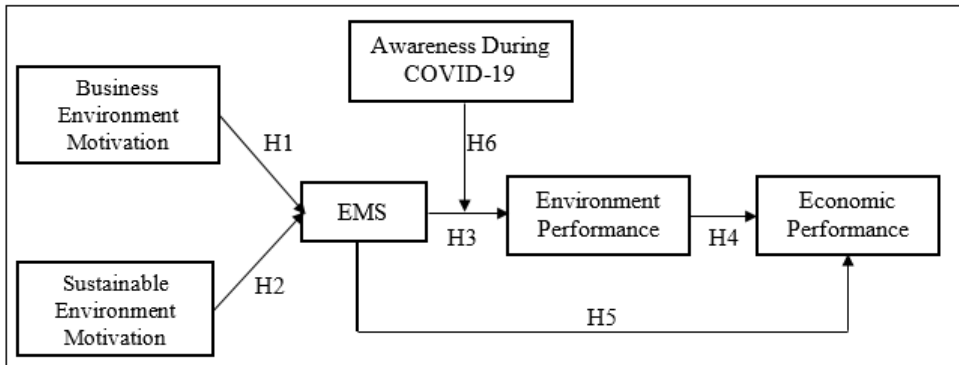 Awareness During
COVID-19
Business
Environment
Motivation
H1
H6
EMS
Environment
Performance
Economic
Performance
H3
H4
Sustainable
Environment
Motivation
H2
H5